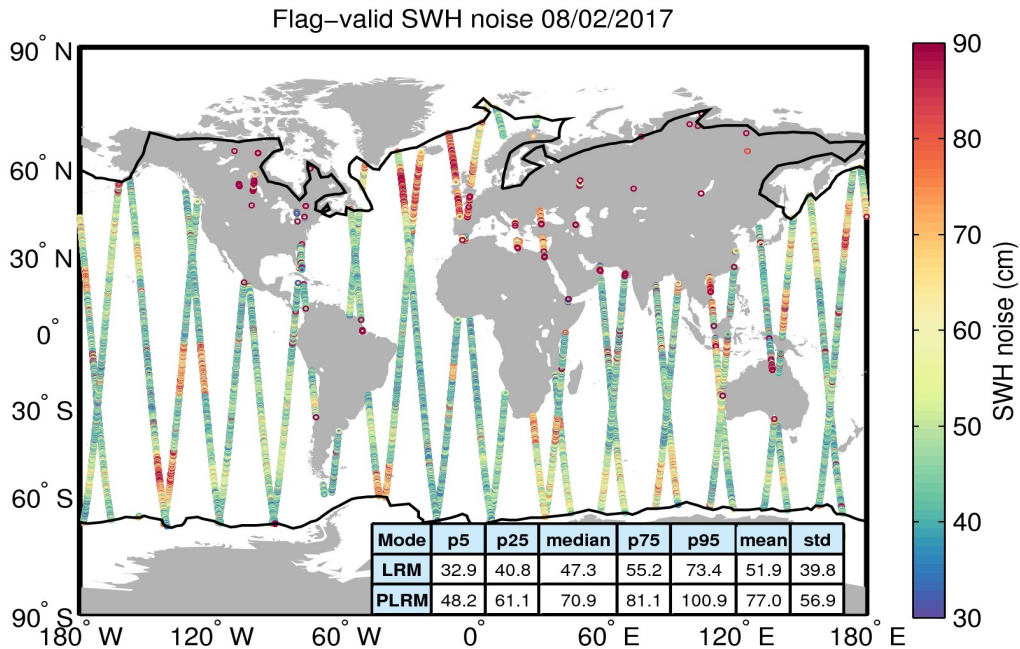 Flag−valid SWH noise 08/02/2017
90° N
60° N
30° N
0°
30° S
60° S
90° S
180° W
120° W
60° W
0°
60° E
120° E
180° E
90
80
70
60
50
40
30
SWH noise (cm)
Mode p5 p25 median p75 p95 mean std
LRM 32.9 40.8 47.3 55.2 73.4 51.9 39.8
PLRM 48.2 61.1 70.9 81.1 100.9 77.0 56.9